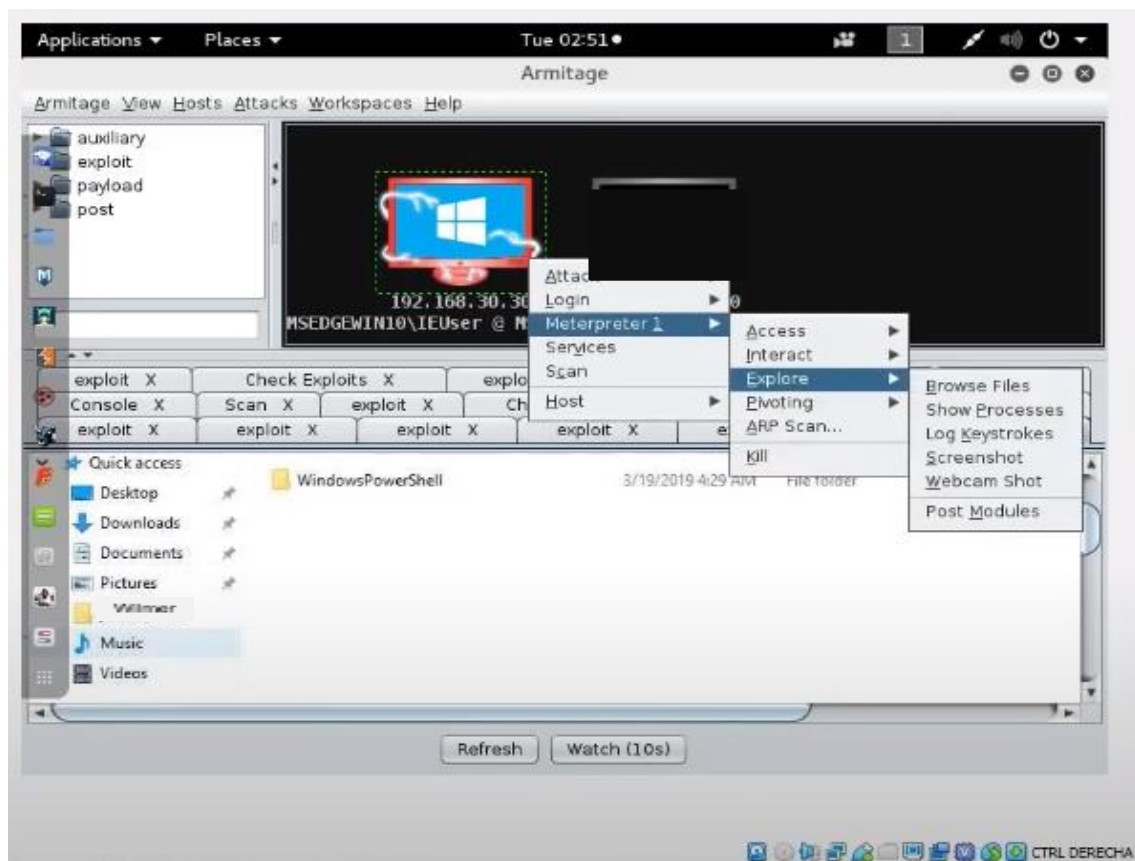 Applications Places Tue 02:51 1
Armitage
Armitage View Hosts Attacks Workspaces Help
auxiliary
exploit
payload
post
192.168.30.30
MSEDGEWIN10\IEUser @
Login
Meterpreter 1
Services
Scan
Host
Access
Interact
Explore
Pivoting
ARP Scan...
Kill
Browse Files
Show Processes
Log Keystrokes
Screenshot
Webcam Shot
Post Modules
exploit X Check Exploits X
Console X Scan X exploit X
exploit X exploit X exploit X exploit X
Quick access
Desktop
Downloads
Documents
Pictures
Wilmer
Music
Videos
WindowsPowerShell 3/19/2019 4:29 AM File folder
Refresh Watch (10s)
CTRL DERECHA